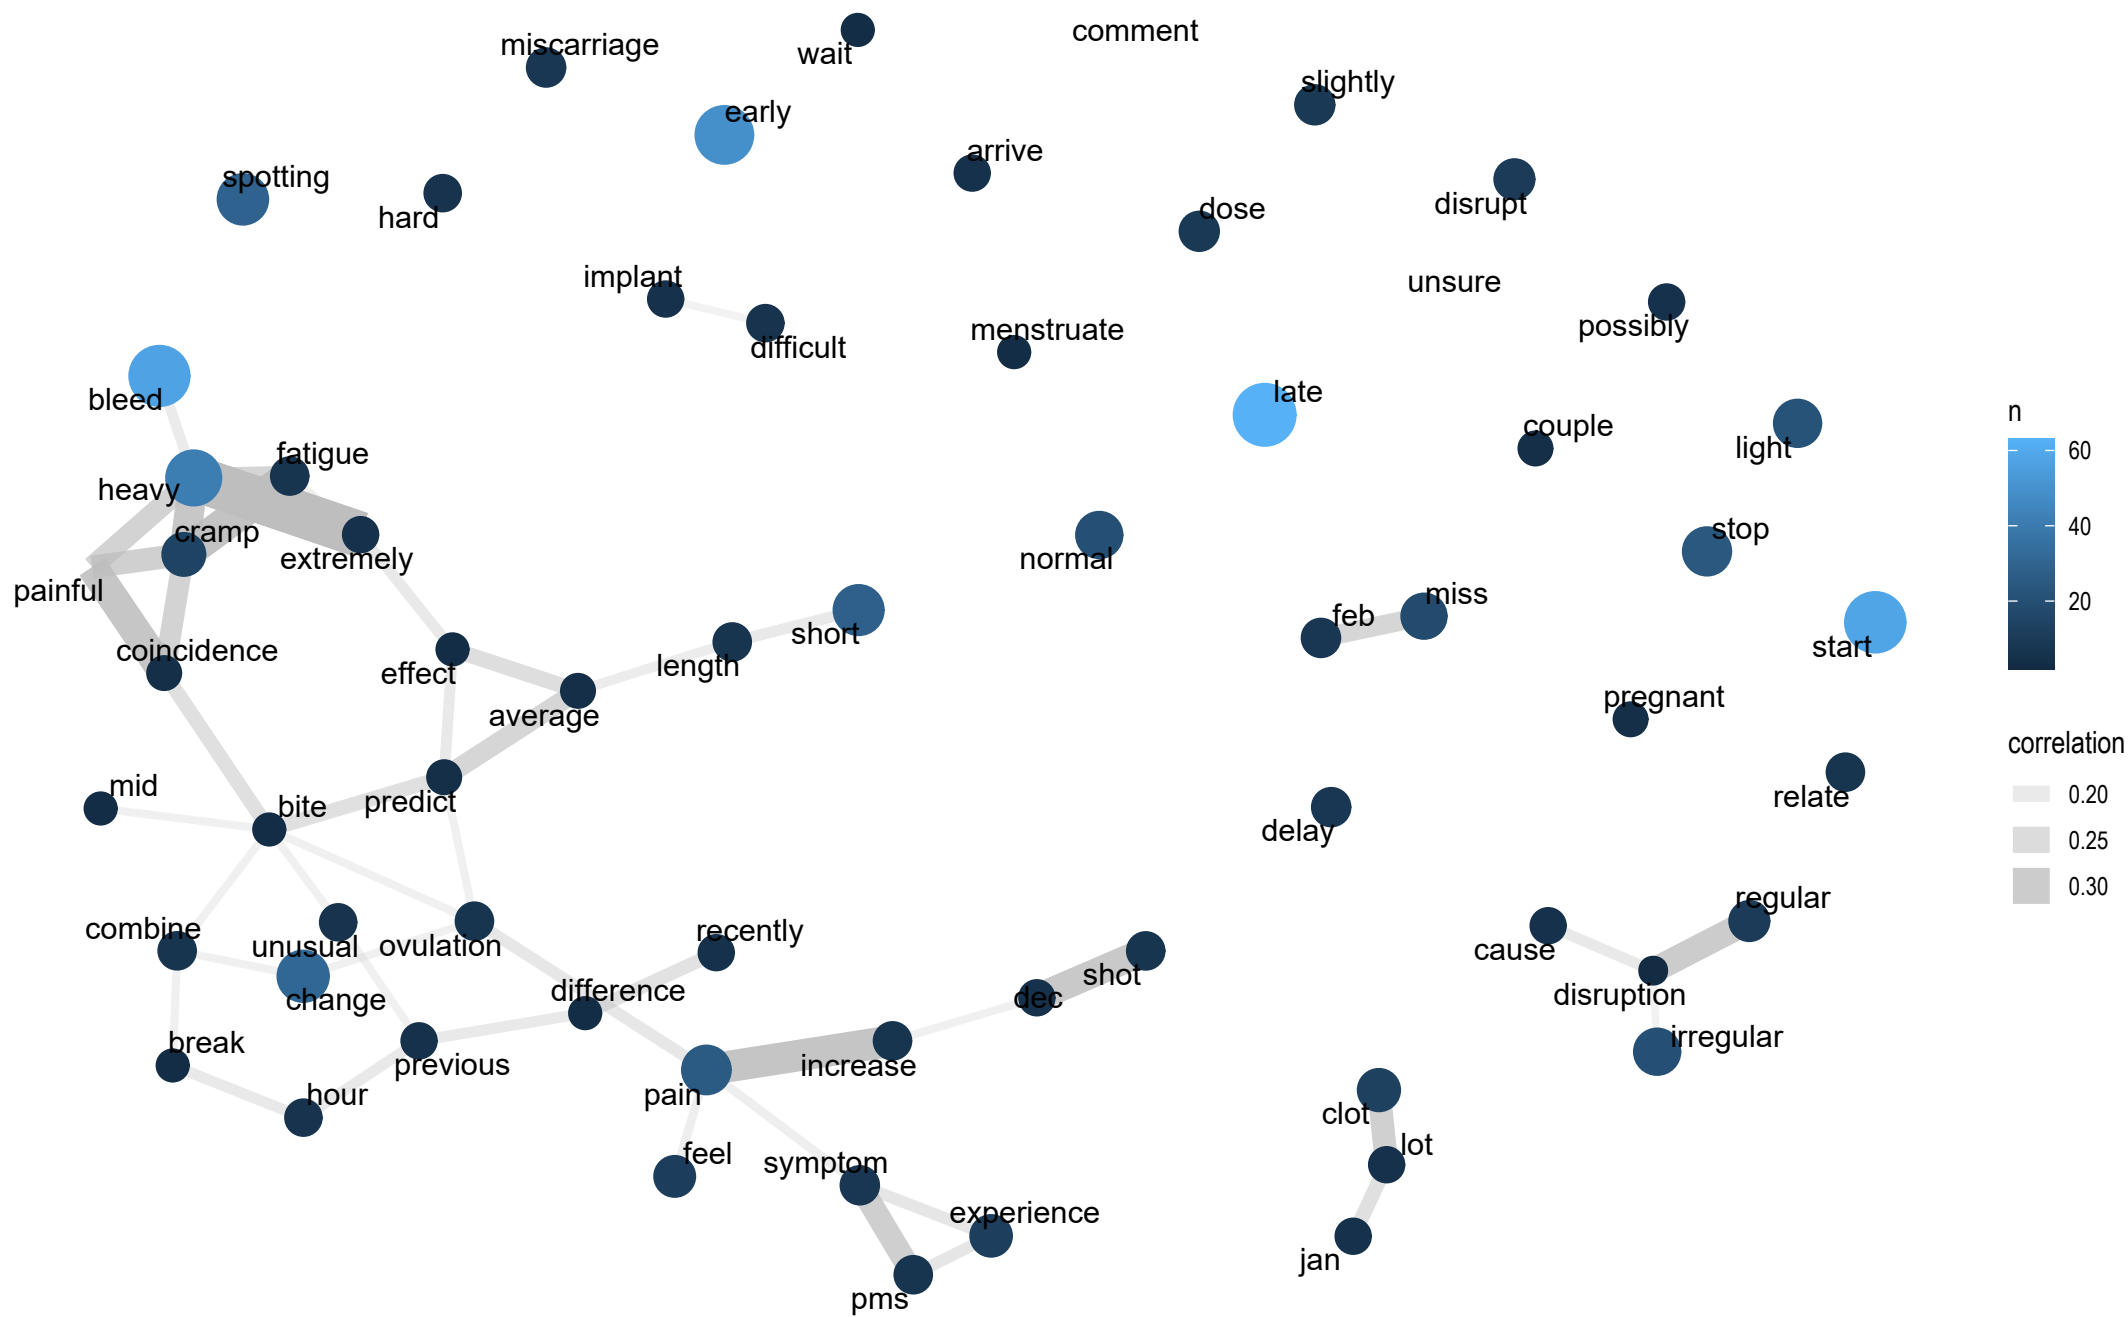 wait
comment
miscarriage
slightly
early
arrive
spotting
hard
disrupt
dose
implant
unsure
difficult
menstruate
possibly
bleed
late
couple
light
fatigue
heavy
cramp
extremely
painful
normal
stop
coincidence
effect
length
short
feb
miss
start
average
pregnant
mid
bite
predict
delay
relate
combine
unusual
ovulation
recently
regular
cause
change
difference
dec
shot
disruption
break
previous
increase
irregular
hour
pain
clot
feel
symptom
lot
experience
jan
pms
n
60
40
20
correlation
0.20
0.25
0.30